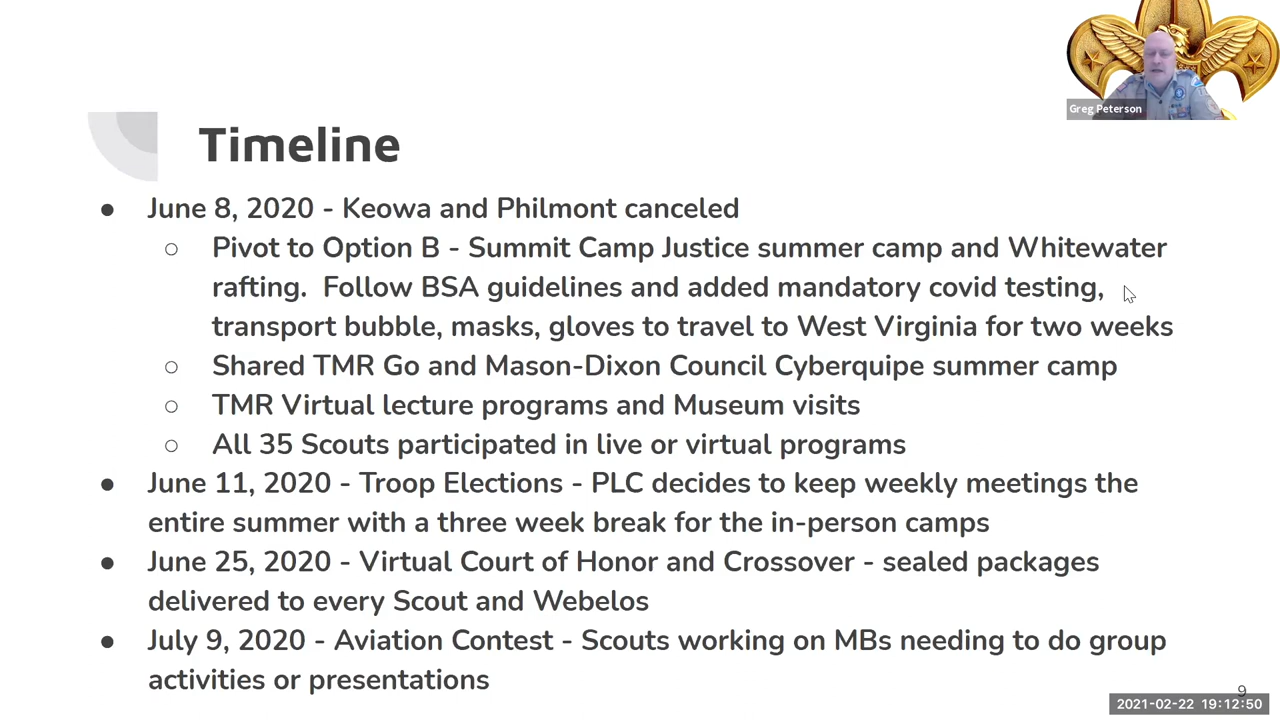 Greg Peterson
Timeline
● June 8, 2020 - Keowa and Philmont canceled
○ Pivot to Option B - Summit Camp Justice summer camp and Whitewater
rafting.  Follow BSA guidelines and added mandatory covid testing,
transport bubble, masks, gloves to travel to West Virginia for two weeks
○ Shared TMR Go and Mason-Dixon Council Cyberquipe summer camp
○ TMR Virtual lecture programs and Museum visits
○ All 35 Scouts participated in live or virtual programs
● June 11, 2020 - Troop Elections - PLC decides to keep weekly meetings the
entire summer with a three week break for the in-person camps
● June 25, 2020 - Virtual Court of Honor and Crossover - sealed packages
delivered to every Scout and Webelos
● July 9, 2020 - Aviation Contest - Scouts working on MBs needing to do group
activities or presentations
9
2021-02-22 19:12:50